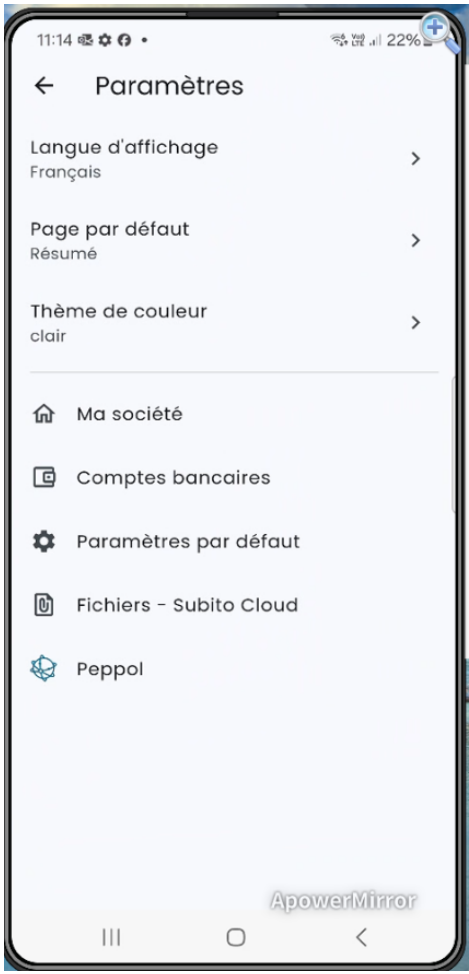 11:14
22%
Paramètres
Langue d'affichage
Français
Page par défaut
Résumé
Thème de couleur
clair
Ma société
Comptes bancaires
Paramètres par défaut
Fichiers - Subito Cloud
Peppol
ApowerMirror